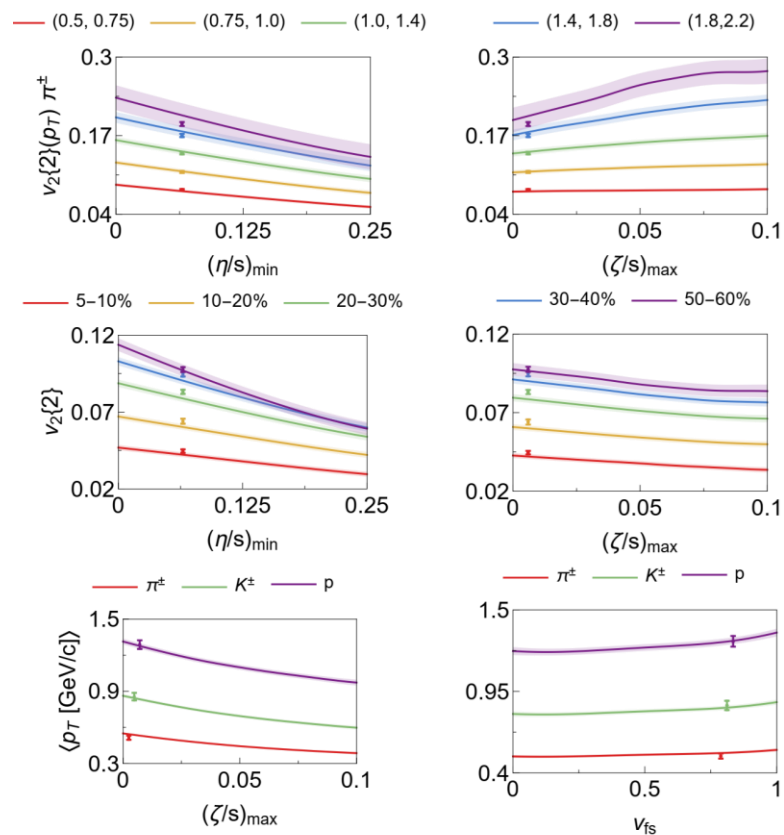 (0.5, 0.75) (0.75, 1.0) (1.0, 1.4)
(1.4, 1.8) (1.8,2.2)
v₂{2}(p_T) π±
0.3
0.17
0.04
0 0.125 0.25
(η/s)min
0.3
0.17
0.04
0 0.05 0.1
(ζ/s)max
5–10% 10–20% 20–30%
30–40% 50–60%
v₂{2}
0.12
0.07
0.02
0 0.125 0.25
(η/s)min
0.12
0.07
0.02
0 0.05 0.1
(ζ/s)max
π± K± p
π± K± p
⟨p_T [GeV/c]⟩
1.5
0.9
0.3
0 0.05 0.1
(ζ/s)max
1.5
0.95
0.4
0 0.5 1
v_fs